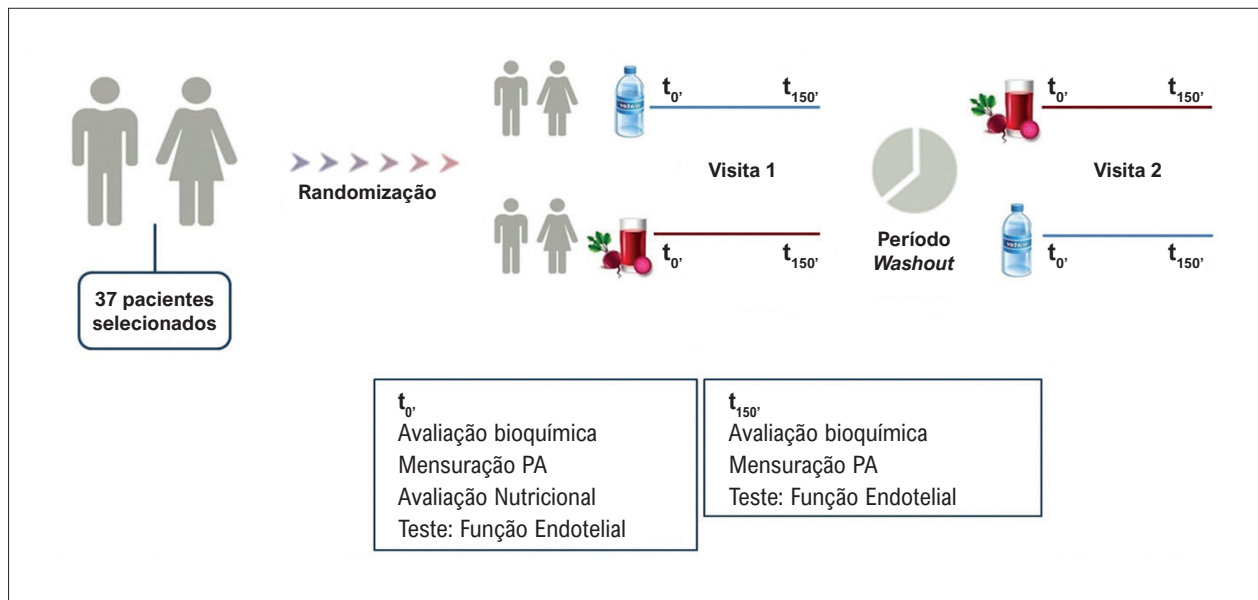 37 pacientes
selecionados
Randomização
t0'
t150'
Visita 1
t0'
t150'
Período
Washout
t0'
t150'
Visita 2
t0'
t150'
t0'
Avaliação bioquímica
Mensuração PA
Avaliação Nutricional
Teste: Função Endotelial
t150'
Avaliação bioquímica
Mensuração PA
Teste: Função Endotelial